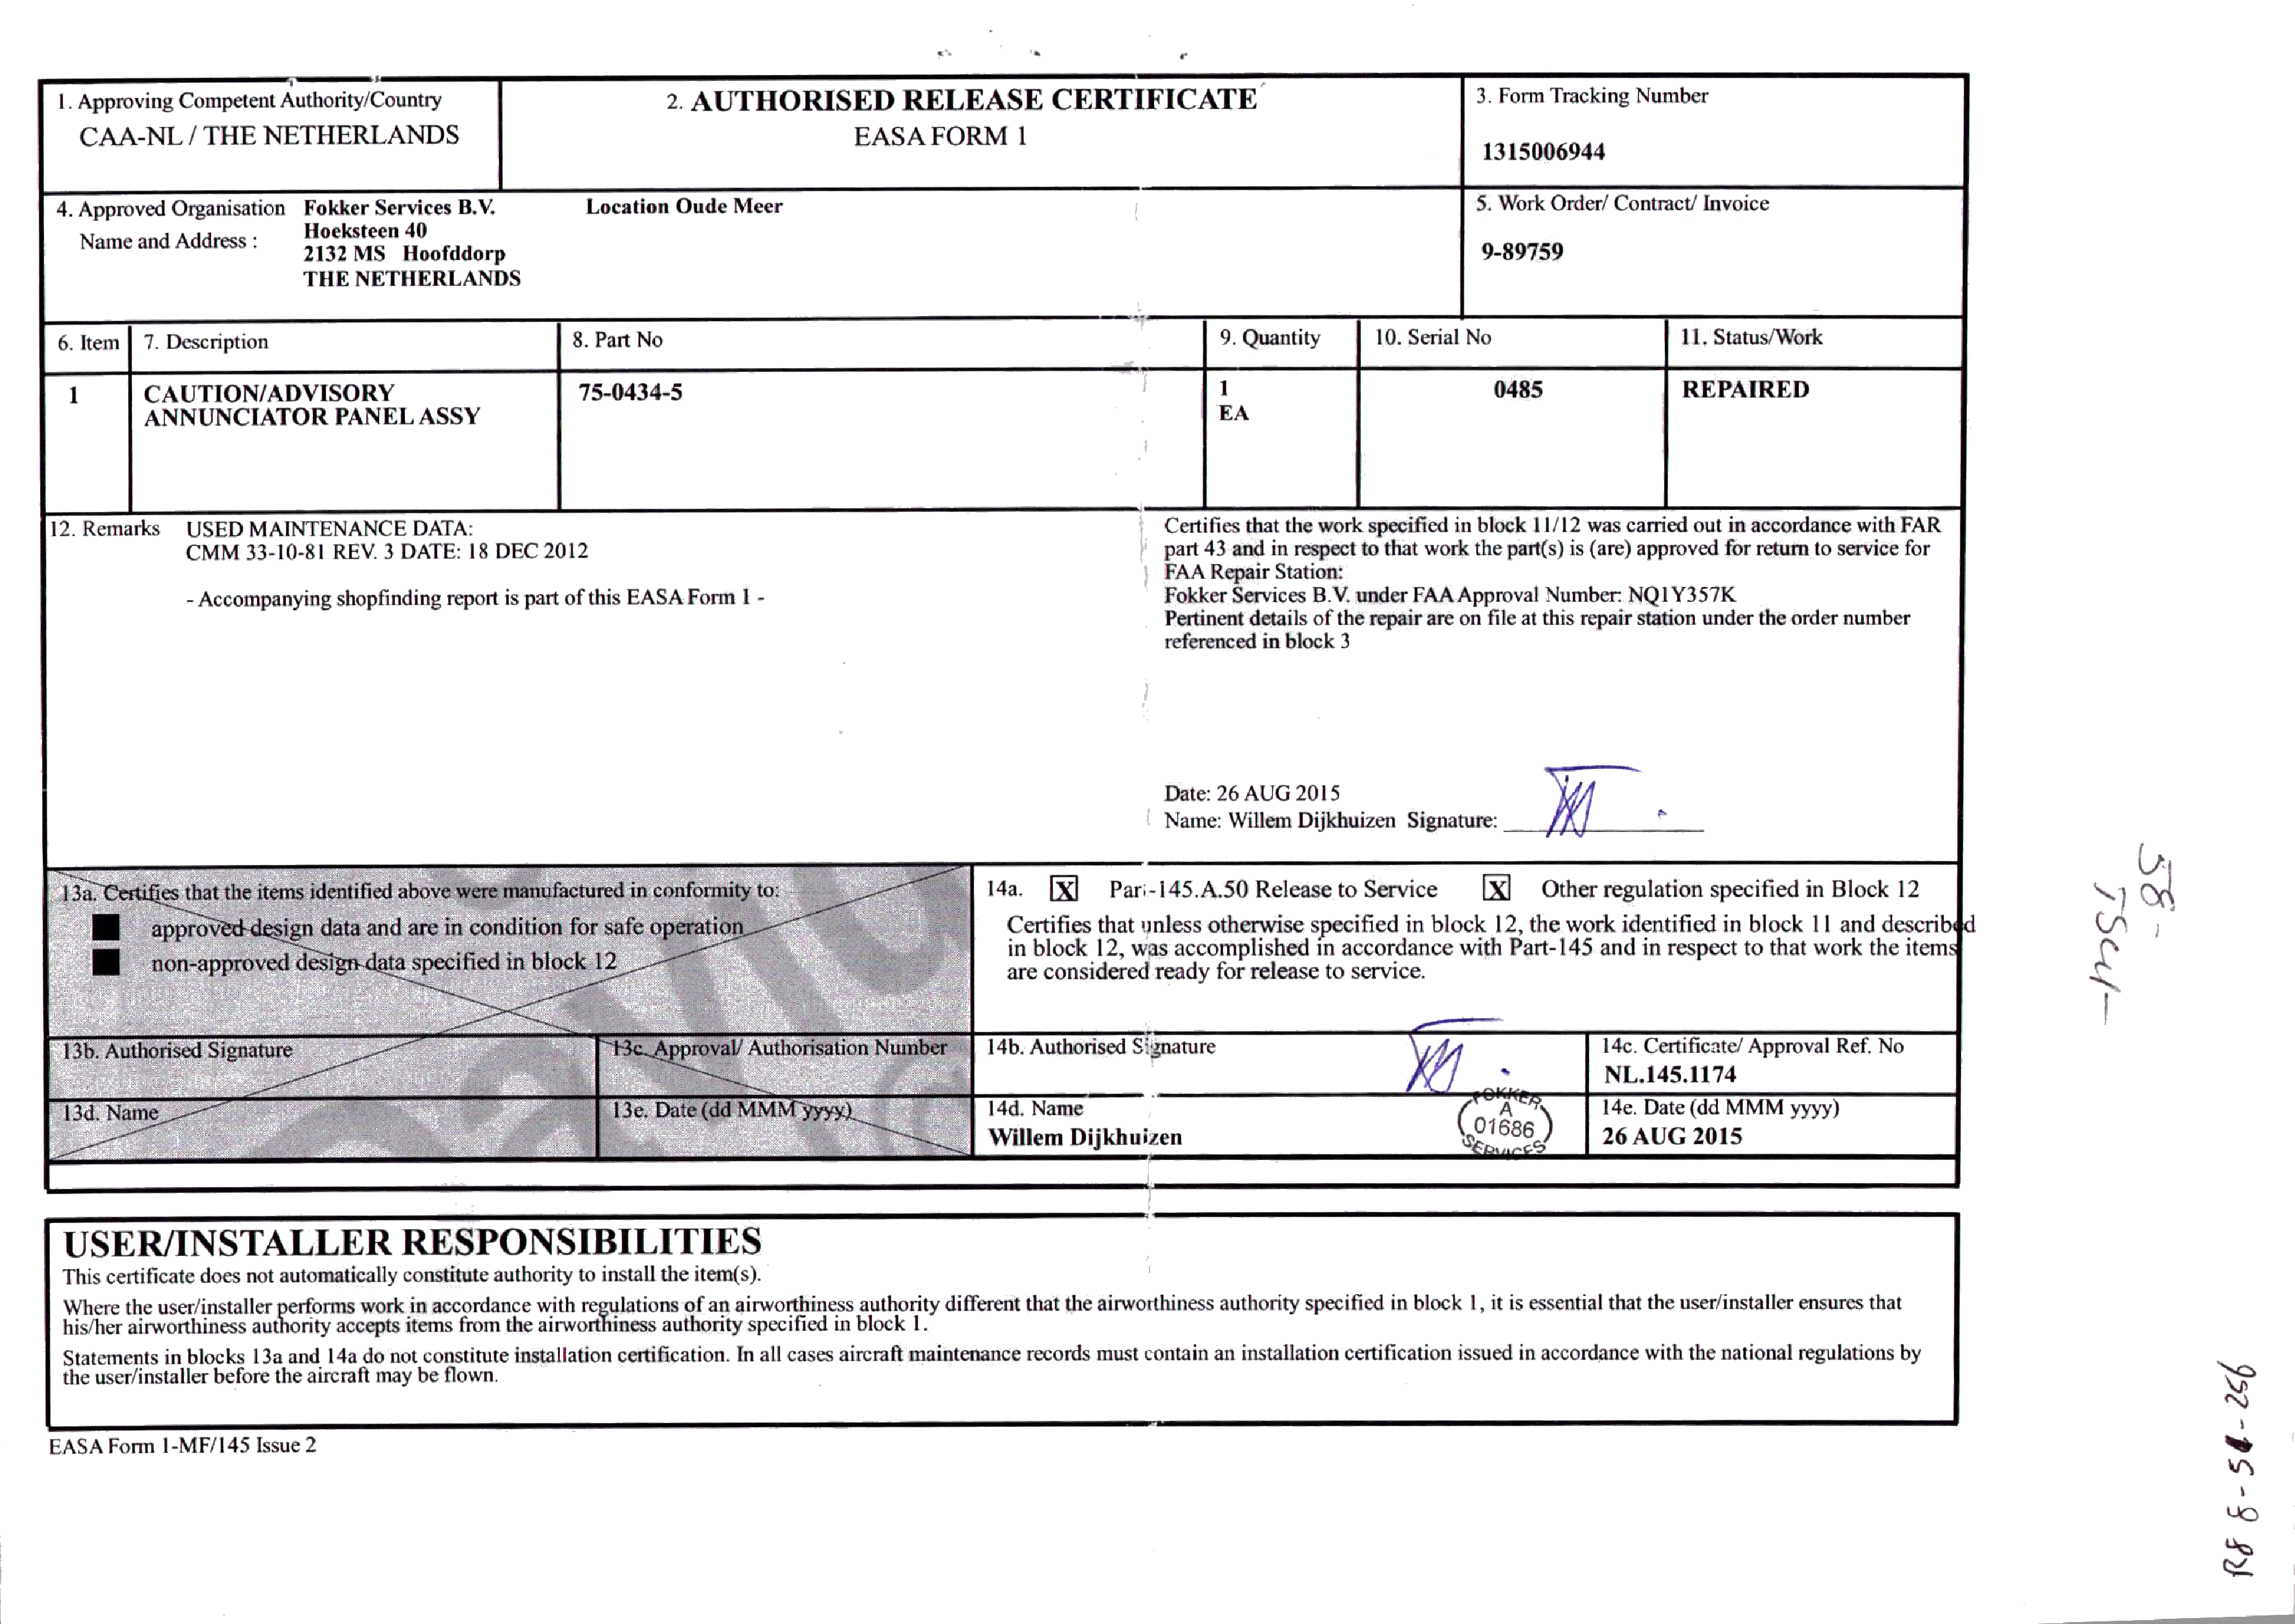 1. Approving Competent Authority/Country
CAA-NL / THE NETHERLANDS
2. AUTHORISED RELEASE CERTIFICATE
EASA FORM 1
3. Form Tracking Number
1315006944
4. Approved Organisation Name and Address :
Fokker Services B.V.
Hoeksteen 40
2132 MS Hoofddorp
THE NETHERLANDS
Location Oude Meer
5. Work Order/ Contract/ Invoice
9-89759
6. Item
7. Description
8. Part No
9. Quantity
10. Serial No
11. Status/Work
1
CAUTION/ADVISORY
ANNUNCIATOR PANEL ASSY
75-0434-5
1
EA
0485
REPAIRED
12. Remarks
USED MAINTENANCE DATA:
CMM 33-10-81 REV. 3 DATE: 18 DEC 2012
- Accompanying shopfinding report is part of this EASA Form 1 -
Certifies that the work specified in block 11/12 was carried out in accordance with FAR
part 43 and in respect to that work the part(s) is (are) approved for return to service for
FAA Repair Station:
Fokker Services B.V. under FAA Approval Number: NQ1Y357K
Pertinent details of the repair are on file at this repair station under the order number
referenced in block 3
Date: 26 AUG 2015
Name: Willem Dijkhuizen Signature:
13a. Certifies that the items identified above were manufactured in conformity to:
approved design data and are in condition for safe operation
non-approved design data specified in block 12
13b. Authorised Signature
13c. Approval/ Authorisation Number
13d. Name
13e. Date (dd MMM yyyy)
14a. X Part-145.A.50 Release to Service X Other regulation specified in Block 12
Certifies that unless otherwise specified in block 12, the work identified in block 11 and described
in block 12, was accomplished in accordance with Part-145 and in respect to that work the items
are considered ready for release to service.
14b. Authorised Signature
14c. Certificate/ Approval Ref. No
NL.145.1174
14d. Name
Willem Dijkhuizen
FOKKER
A
01686
SERVICES
14e. Date (dd MMM yyyy)
26 AUG 2015
USER/INSTALLER RESPONSIBILITIES
This certificate does not automatically constitute authority to install the item(s).
Where the user/installer performs work in accordance with regulations of an airworthiness authority different that the airworthiness authority specified in block 1, it is essential that the user/installer ensures that
his/her airworthiness authority accepts items from the airworthiness authority specified in block 1.
Statements in blocks 13a and 14a do not constitute installation certification. In all cases aircraft maintenance records must contain an installation certification issued in accordance with the national regulations by
the user/installer before the aircraft may be flown.
EASA Form 1-MF/145 Issue 2